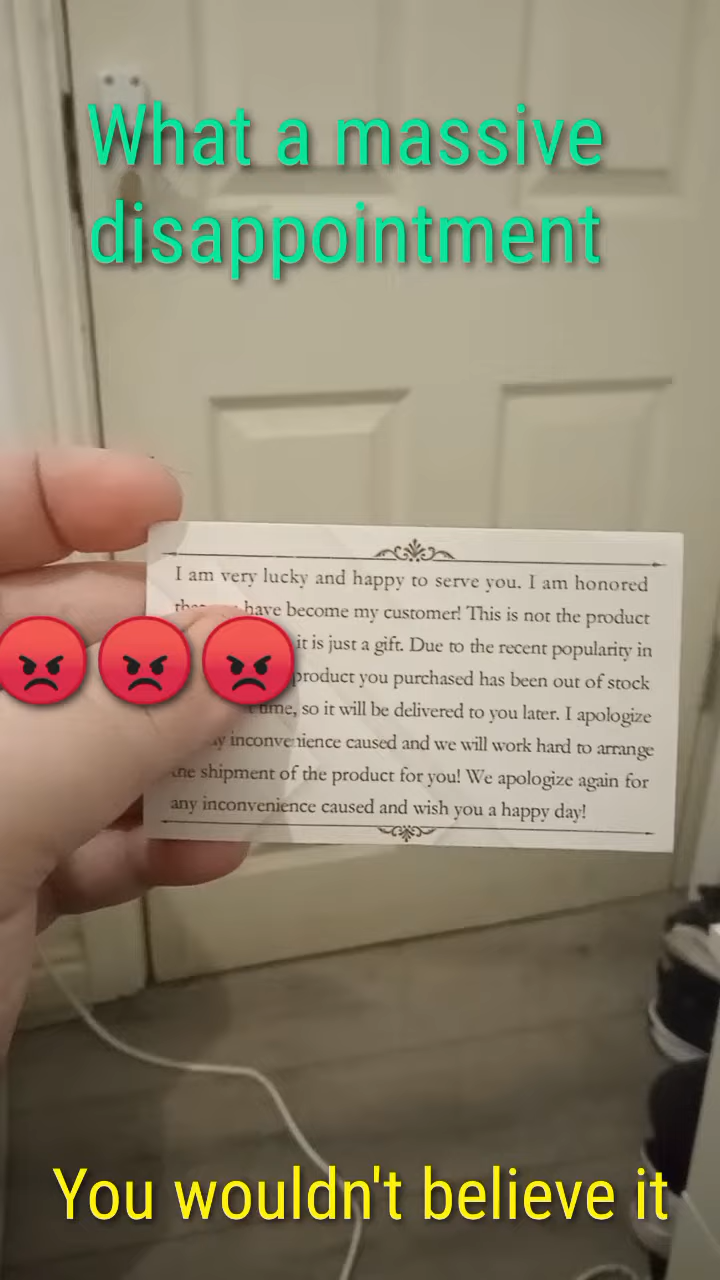 What a massive
disappointment
I am very lucky and happy to serve you. I am honored
have become my customer! This is not the product
it is just a gift. Due to the recent popularity in
product you purchased has been out of stock
time, so it will be delivered to you later. I apologize
inconvenience caused and we will work hard to arrange
the shipment of the product for you! We apologize again for
any inconvenience caused and wish you a happy day!
You wouldn't believe it